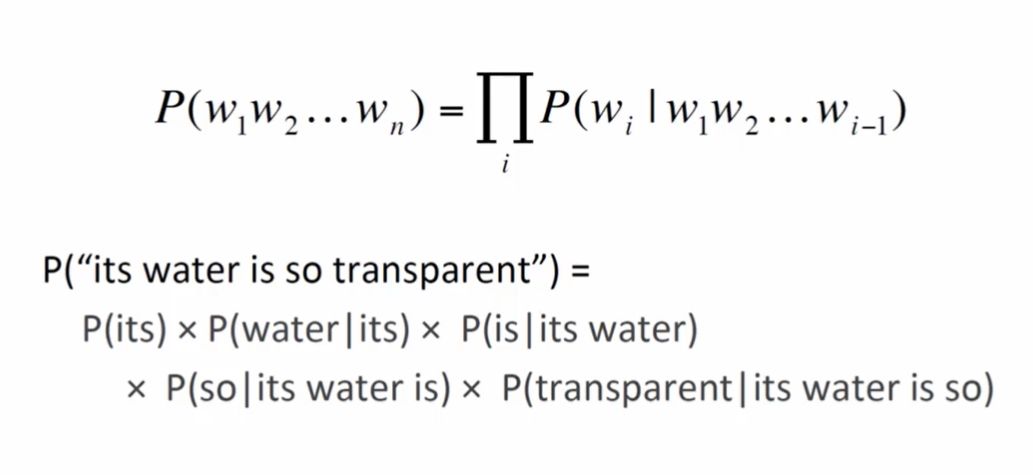 P(w₁w₂…wₙ) = ∏ P(wᵢ | w₁w₂…wᵢ₋₁)
i
P(“its water is so transparent”) =
P(its) × P(water|its) × P(is|its water)
× P(so|its water is) × P(transparent|its water is so)